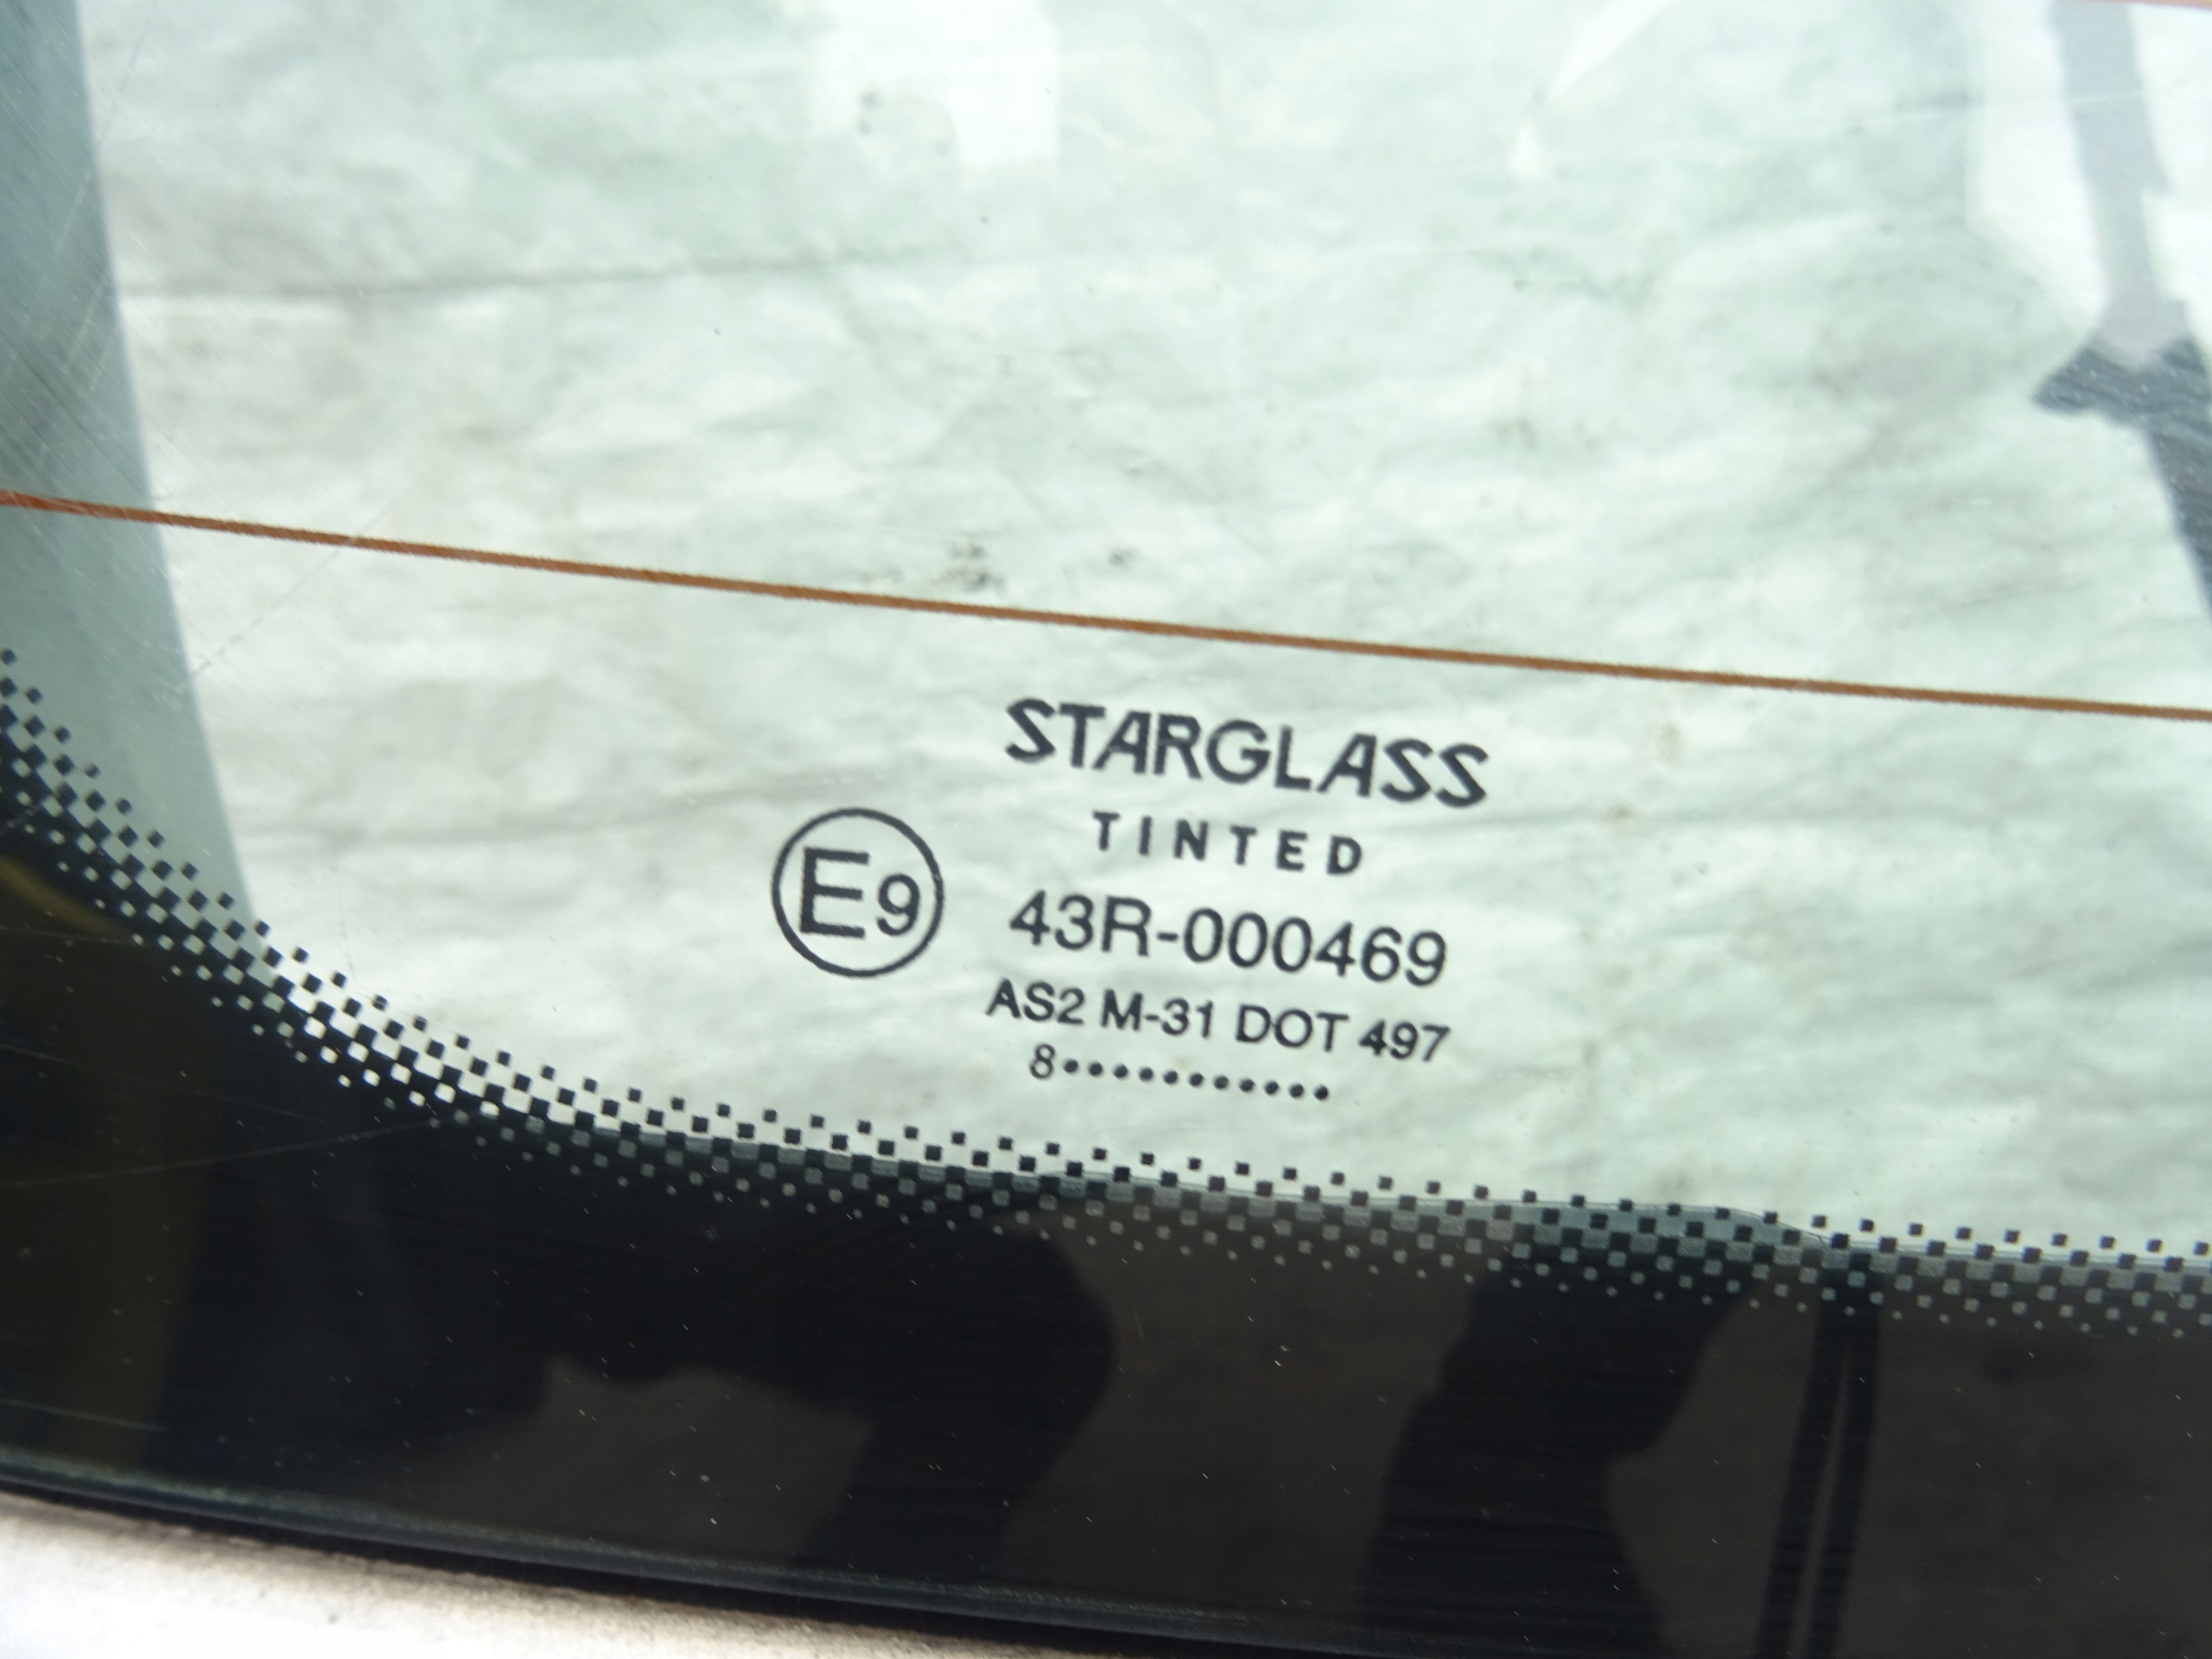 STARGLASS
TINTED
E9 43R-000469
AS2 M-31 DOT 497
8•••••••••••